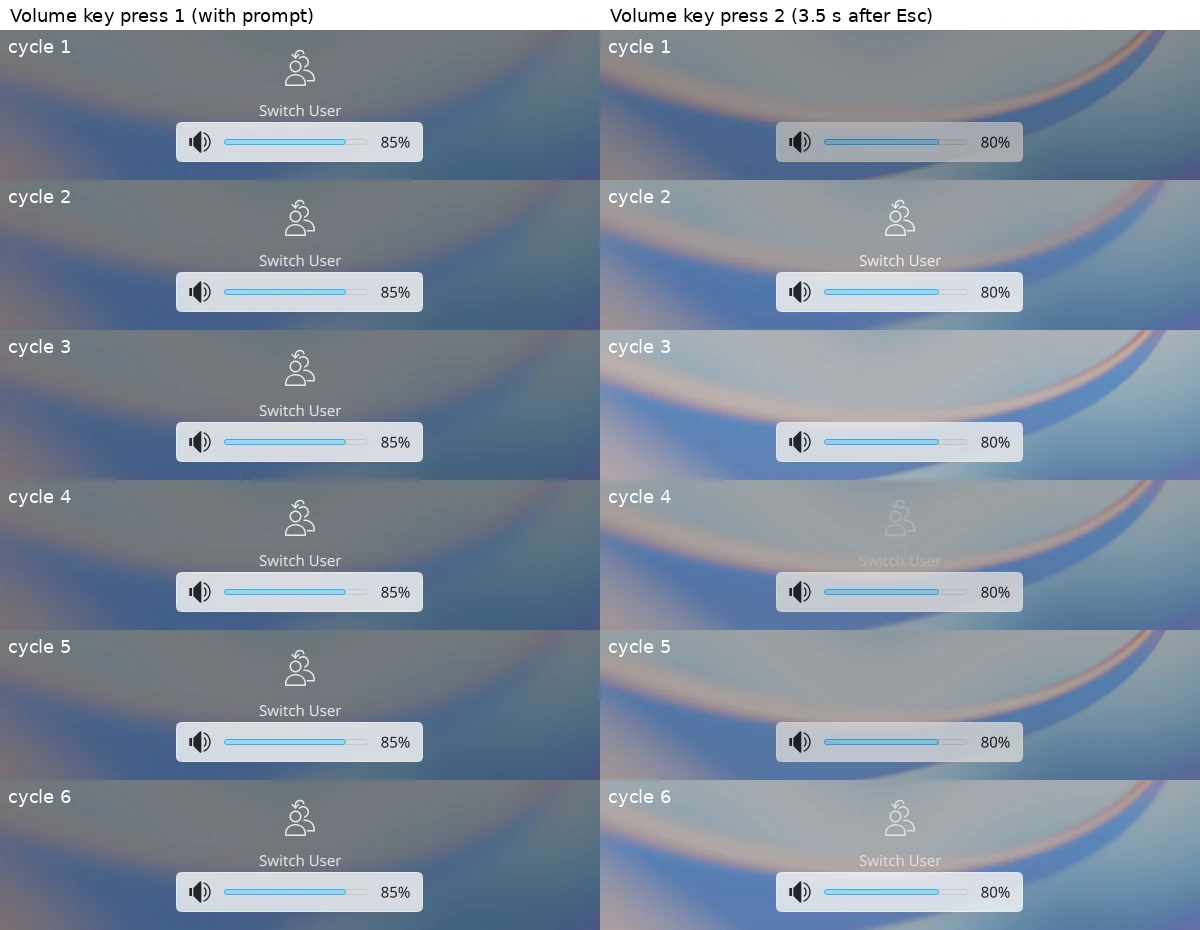 Volume key press 1 (with prompt)
Volume key press 2 (3.5 s after Esc)
cycle 1
Switch User
85%
cycle 1
80%
cycle 2
Switch User
85%
cycle 2
Switch User
80%
cycle 3
Switch User
85%
cycle 3
80%
cycle 4
Switch User
85%
cycle 4
Switch User
80%
cycle 5
Switch User
85%
cycle 5
80%
cycle 6
Switch User
85%
cycle 6
Switch User
80%